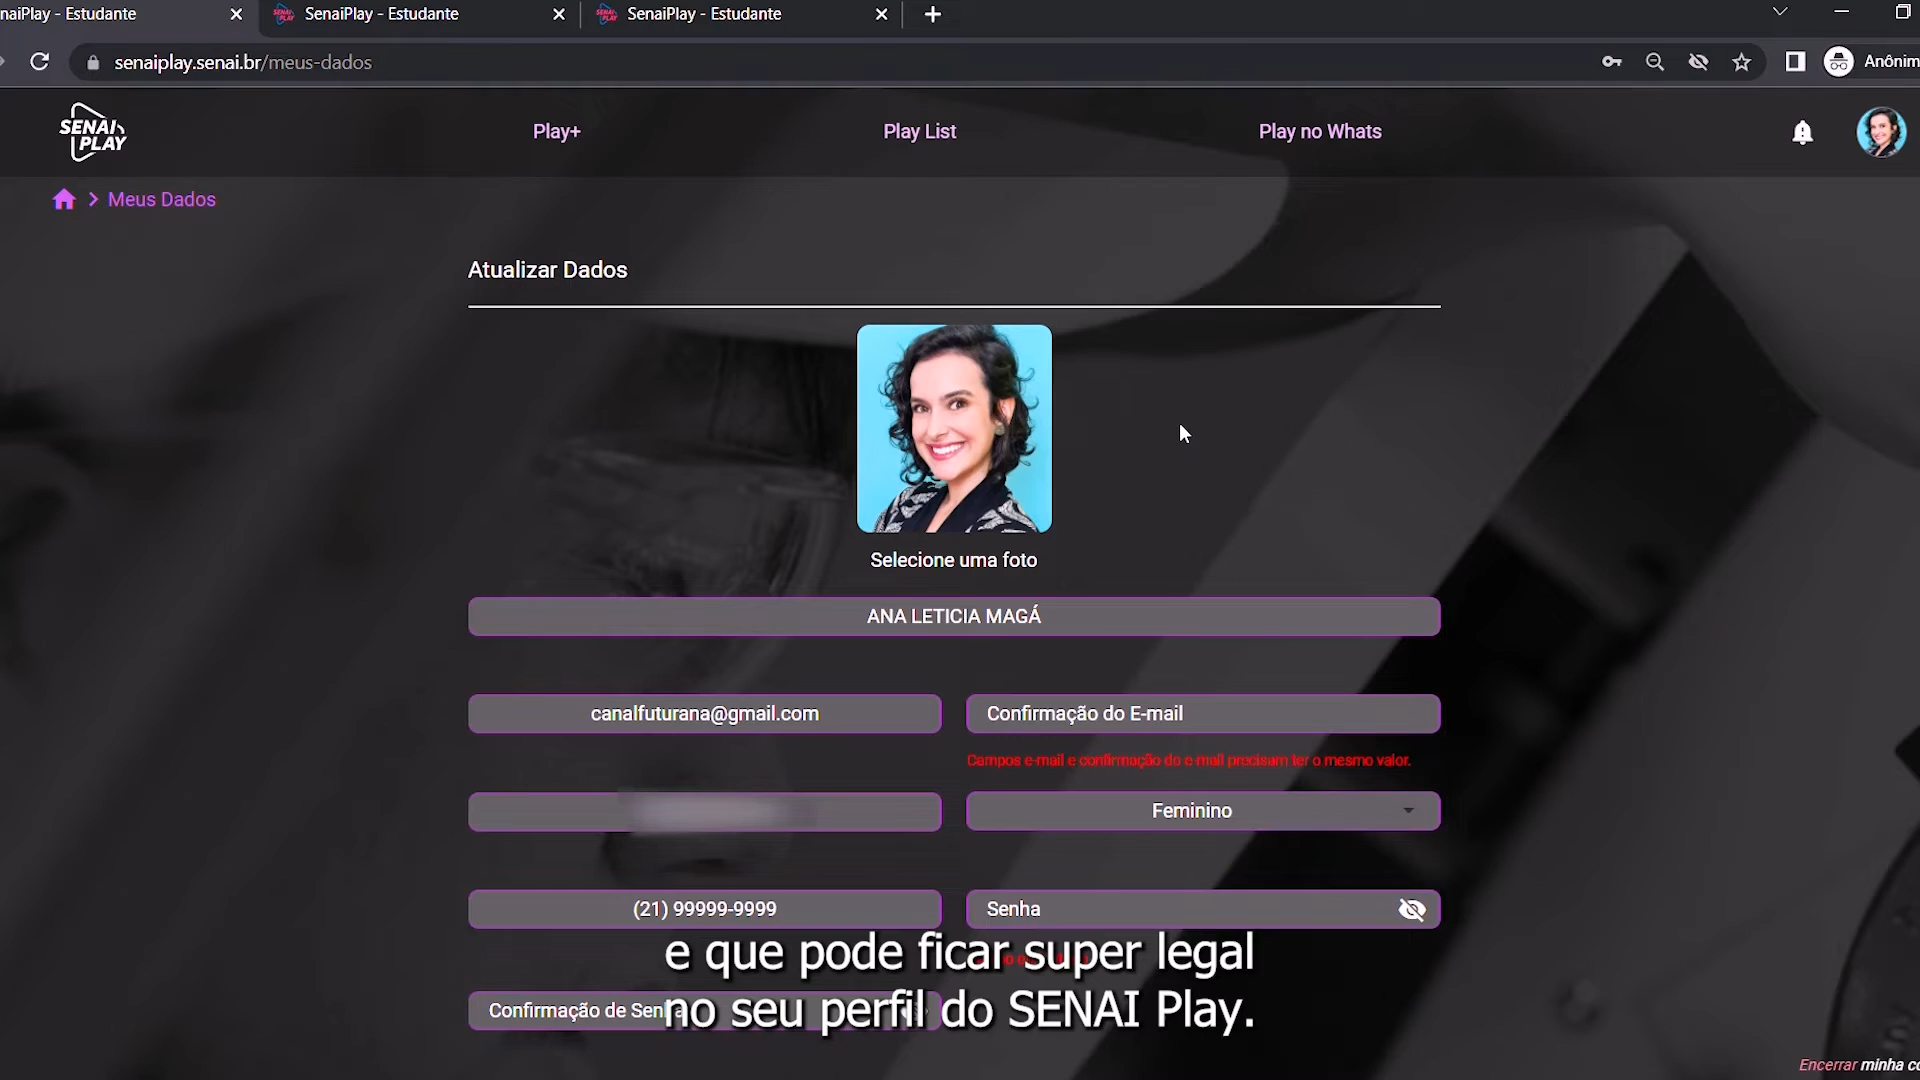 naiPlay - Estudante
SenaiPlay - Estudante
SenaiPlay - Estudante
senaiplay.senai.br/meus-dados
Anônim
SENAI PLAY
Play+
Play List
Play no Whats
Meus Dados
Atualizar Dados
Selecione uma foto
ANA LETICIA MAGÁ
canalfuturana@gmail.com
Confirmação do E-mail
Campos e-mail e confirmação do e-mail precisam ter o mesmo valor.
Feminino
(21) 99999-9999
Senha
e que pode ficar super legal
Confirmação de Senh
no seu perfil do SENAI Play.
Encerrar minha co